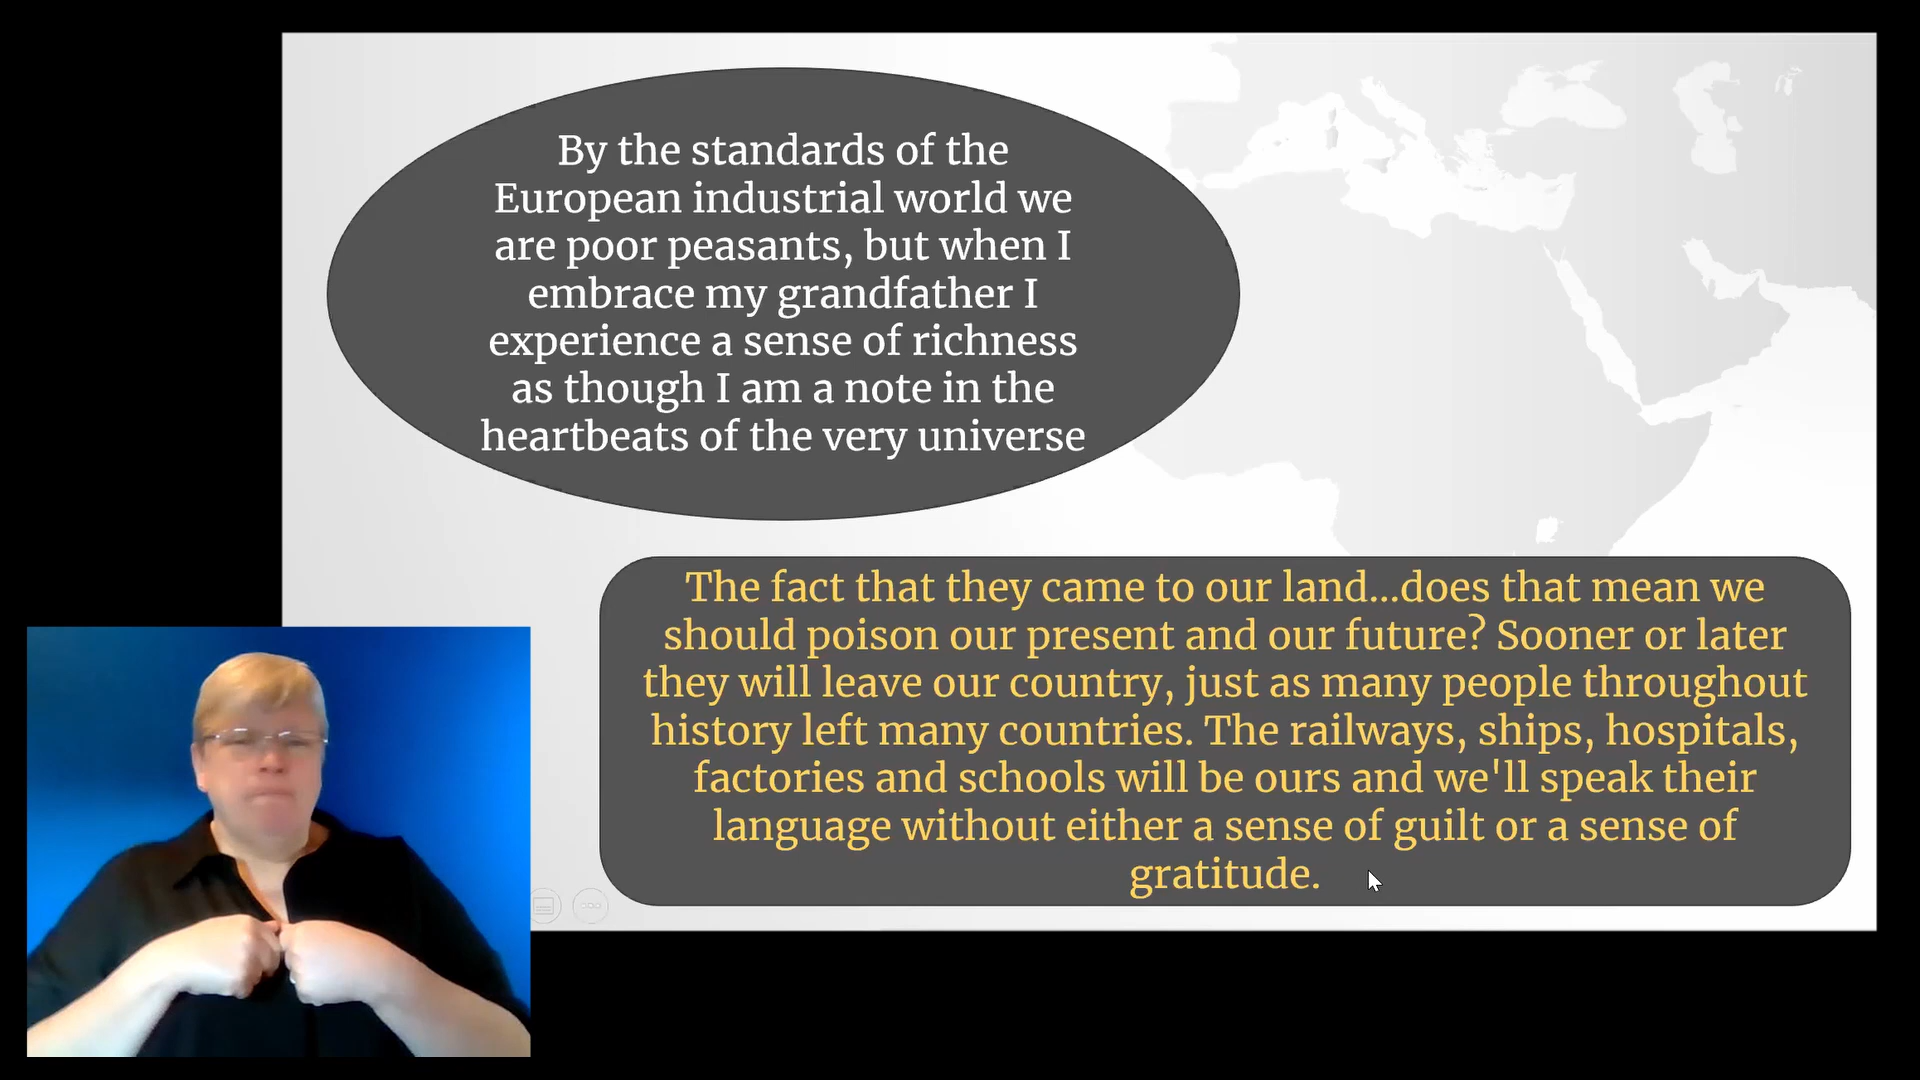 By the standards of the
European industrial world we
are poor peasants, but when I
embrace my grandfather I
experience a sense of richness
as though I am a note in the
heartbeats of the very universe
The fact that they came to our land...does that mean we
should poison our present and our future? Sooner or later
they will leave our country, just as many people throughout
history left many countries. The railways, ships, hospitals,
factories and schools will be ours and we'll speak their
language without either a sense of guilt or a sense of
gratitude.